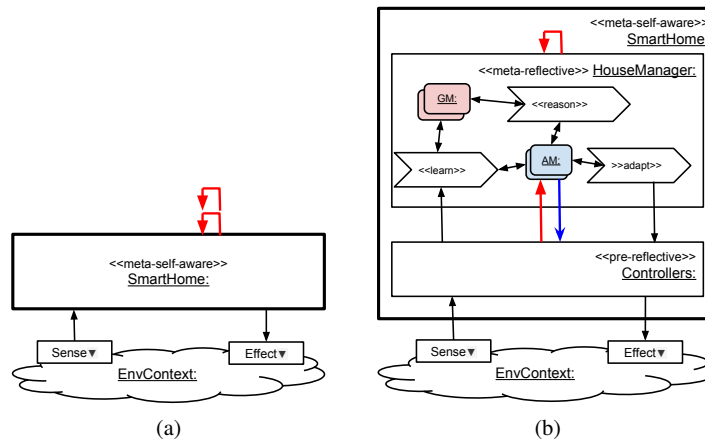 <<meta-self-aware>>
SmartHome:
Sense▼
Effect▼
EnvContext:
(a)
<<meta-self-aware>>
SmartHome:
<<meta-reflective>> HouseManager:
GM:
<<reason>>
<<learn>>
AM:
>>adapt>>
<<pre-reflective>>
Controllers:
Sense▼
Effect▼
EnvContext:
(b)